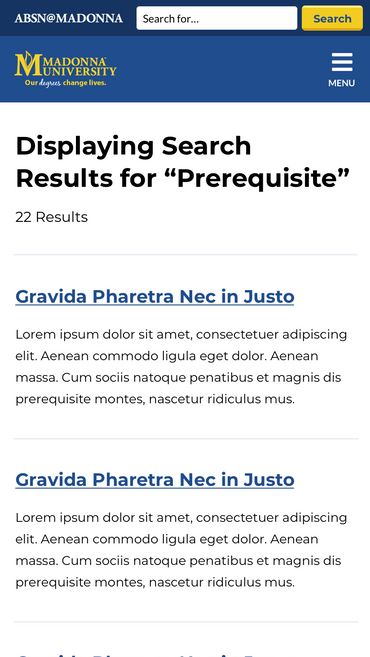 ABSN@MADONNA
Search for...
Search
MADONNA
UNIVERSITY
Our degrees change lives.
MENU
Displaying Search
Results for “Prerequisite”
22 Results
Gravida Pharetra Nec in Justo
Lorem ipsum dolor sit amet, consectetuer adipiscing
elit. Aenean commodo ligula eget dolor. Aenean
massa. Cum sociis natoque penatibus et magnis dis
prerequisite montes, nascetur ridiculus mus.
Gravida Pharetra Nec in Justo
Lorem ipsum dolor sit amet, consectetuer adipiscing
elit. Aenean commodo ligula eget dolor. Aenean
massa. Cum sociis natoque penatibus et magnis dis
prerequisite montes, nascetur ridiculus mus.